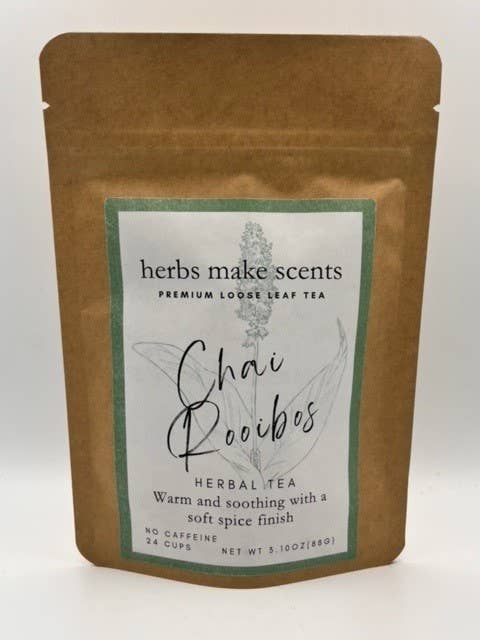 herbs make scents
PREMIUM LOOSE LEAF TEA
Chai
Rooibos
HERBAL TEA
Warm and soothing with a
soft spice finish
NO CAFFEINE
24 CUPS
NET WT 3.10OZ(88G)